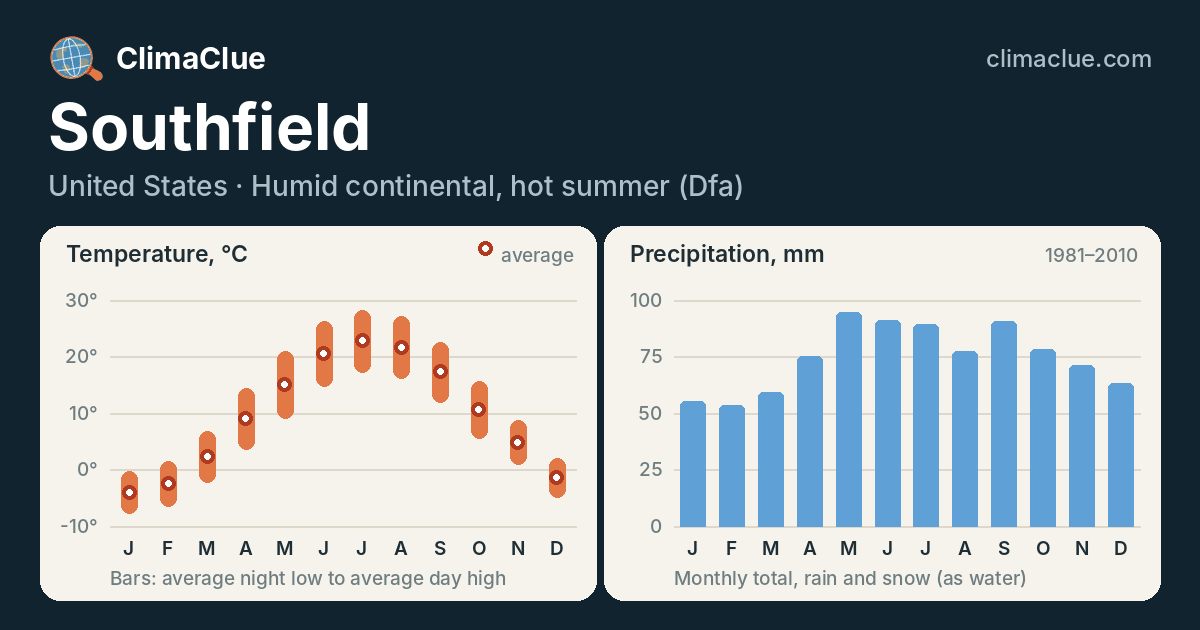 ClimaClue
climaclue.com
Southfield
United States · Humid continental, hot summer (Dfa)
Temperature, °C
average
30°
20°
10°
0°
-10°
J F M A M J J A S O N D
Bars: average night low to average day high
Precipitation, mm
1981–2010
100
75
50
25
0
J F M A M J J A S O N D
Monthly total, rain and snow (as water)